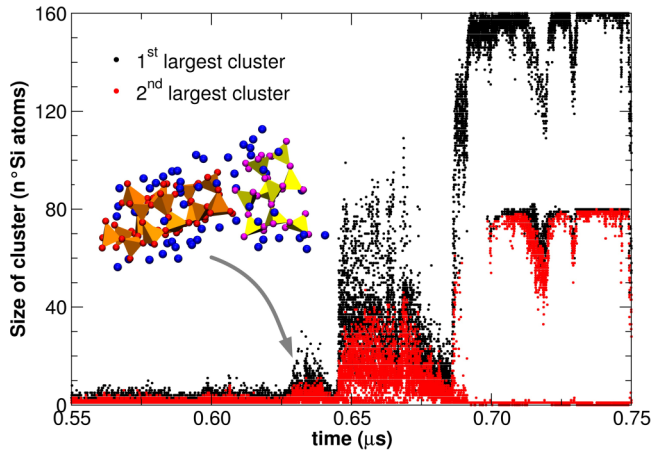 160
120
80
40
0
Size of cluster (n°Si atoms)
1st largest cluster
2nd largest cluster
0.55 0.60 0.65 0.70 0.75
time (μs)